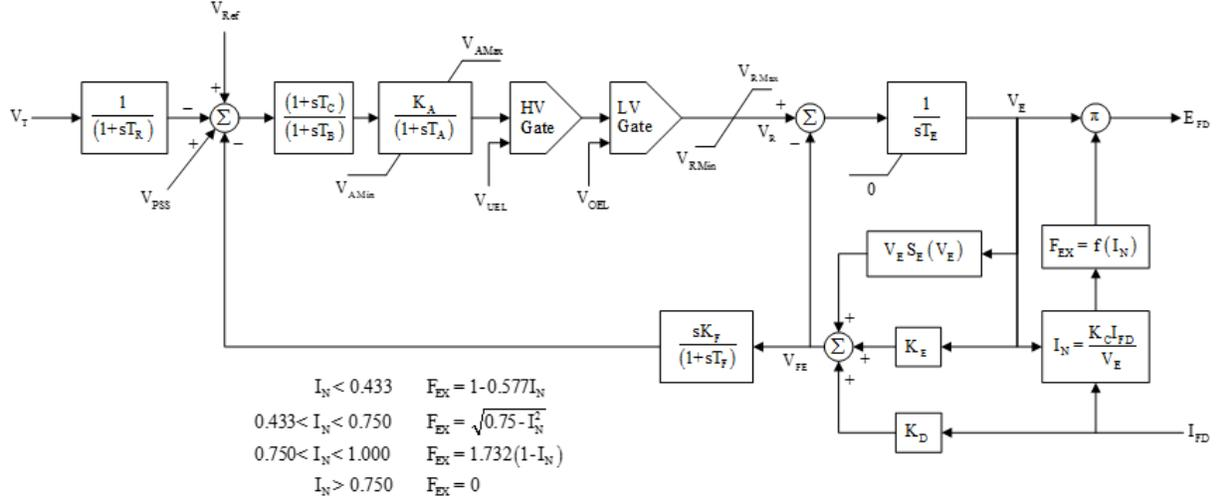 V_Ref
V_T
1
(1+sT_R)
+
−
Σ
+
−
V_PSS
(1+sT_C)
(1+sT_B)
K_A
(1+sT_A)
V_AMax
V_AMin
HV
Gate
V_UEL
LV
Gate
V_OEL
V_RMax
V_RMin
+
V_R
Σ
−
1
sT_E
0
V_E
π
E_FD
V_E S_E(V_E)
F_EX = f(I_N)
sK_F
(1+sT_F)
V_FE
+
Σ
+
+
K_E
I_N = K_C I_FD
V_E
K_D
I_FD
I_N < 0.433 F_EX = 1-0.577I_N
0.433< I_N < 0.750 F_EX = √0.75-I_N^2
0.750< I_N < 1.000 F_EX = 1.732(1-I_N)
I_N > 0.750 F_EX = 0